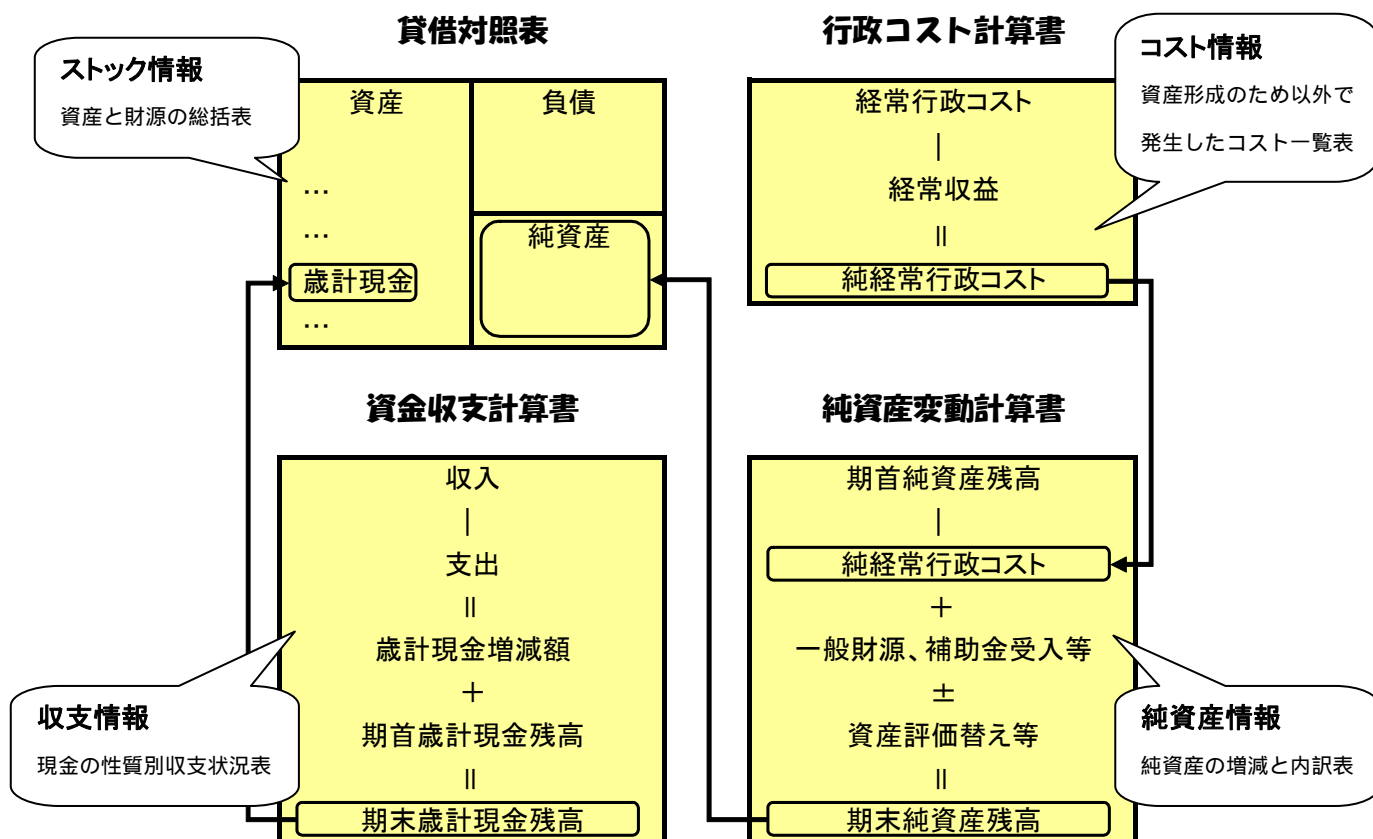 貸借対照表
ストック情報
資産と財源の総括表
資産
負債
…
…
歳計現金
…
純資産
行政コスト計算書
コスト情報
資産形成のため以外で
発生したコスト一覧表
経常行政コスト
｜
経常収益
॥
純経常行政コスト
資金収支計算書
収入
｜
支出
॥
歳計現金増減額
＋
期首歳計現金残高
॥
期末歳計現金残高
収支情報
現金の性質別収支状況表
純資産変動計算書
期首純資産残高
｜
純経常行政コスト
＋
一般財源、補助金受入等
±
資産評価替え等
॥
期末純資産残高
純資産情報
純資産の増減と内訳表